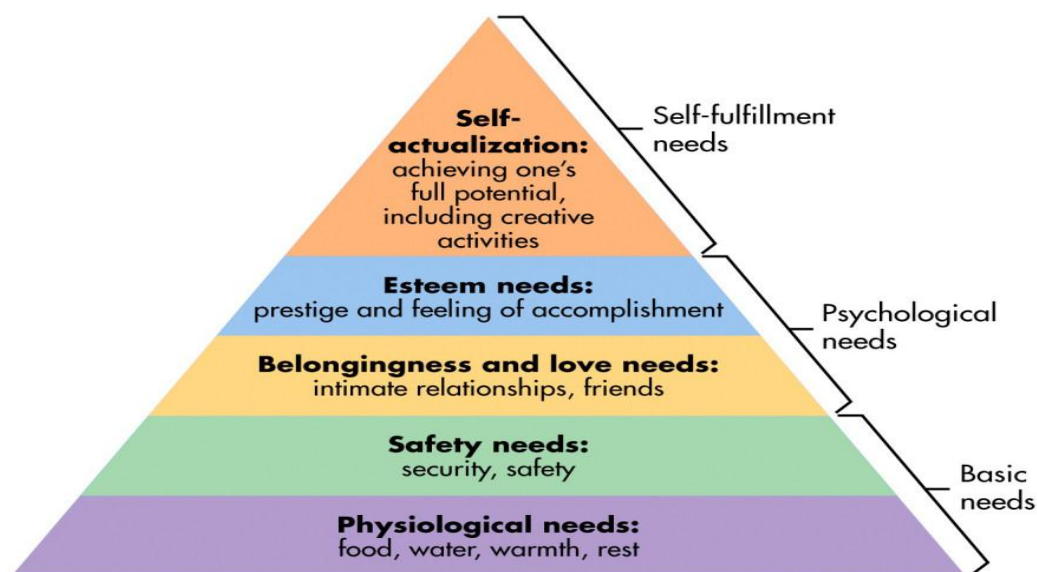 Self-
actualization:
achieving one's
full potential,
including creative
activities
Self-fulfillment
needs
Esteem needs:
prestige and feeling of accomplishment
Psychological
needs
Belongingness and love needs:
intimate relationships, friends
Safety needs:
security, safety
Basic
needs
Physiological needs:
food, water, warmth, rest